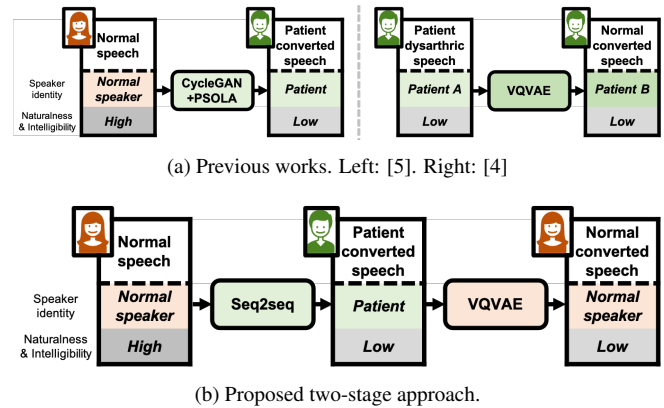 Normal speech
Patient converted speech
Patient dysarthric speech
Normal converted speech
Speaker identity
Normal speaker
CycleGAN +PSOLA
Patient
Patient A
VQVAE
Patient B
Naturalness & Intelligibility
High
Low
Low
Low
(a) Previous works. Left: [5]. Right: [4]
Normal speech
Patient converted speech
Normal converted speech
Speaker identity
Normal speaker
Seq2seq
Patient
VQVAE
Normal speaker
Naturalness & Intelligibility
High
Low
Low
(b) Proposed two-stage approach.